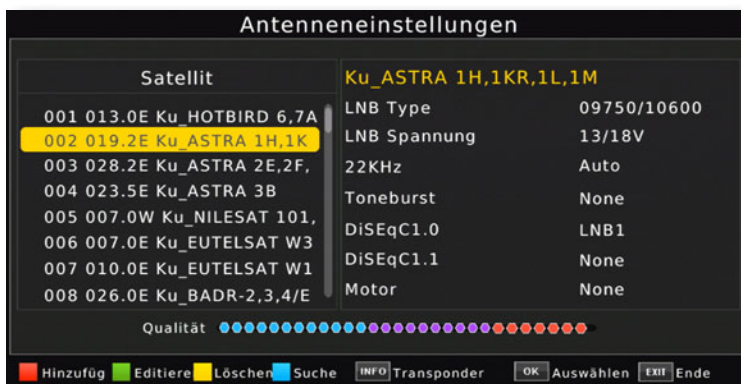 Antenneneinstellungen
Satellit
001 013.0E Ku_HOTBIRD 6,7A
002 019.2E Ku_ASTRA 1H,1K
003 028.2E Ku_ASTRA 2E,2F,
004 023.5E Ku_ASTRA 3B
005 007.0W Ku_NILESAT 101,
006 007.0E Ku_EUTELSAT W3
007 010.0E Ku_EUTELSAT W1
008 026.0E Ku_BADR-2,3,4/E
Ku_ASTRA 1H,1KR,1L,1M
LNB Type 09750/10600
LNB Spannung 13/18V
22KHz Auto
Toneburst None
DiSEqC1.0 LNB1
DiSEqC1.1 None
Motor None
Qualität
Hinzufüg Editiere Löschen Suche INFO Transponder OK Auswählen EXIT Ende